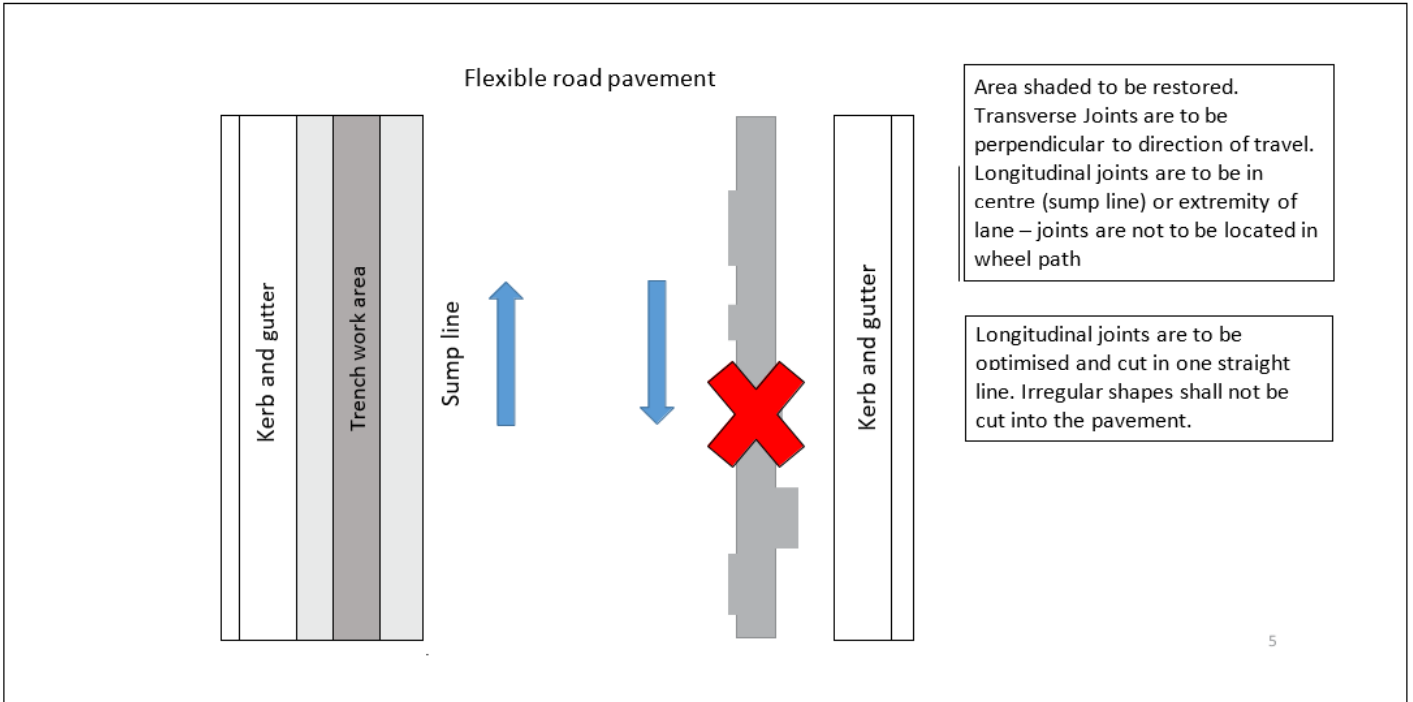 Flexible road pavement
Kerb and gutter
Trench work area
Sump line
Kerb and gutter
Area shaded to be restored.
Transverse Joints are to be
perpendicular to direction of travel.
Longitudinal joints are to be in
centre (sump line) or extremity of
lane – joints are not to be located in
wheel path
Longitudinal joints are to be
optimised and cut in one straight
line. Irregular shapes shall not be
cut into the pavement.
5